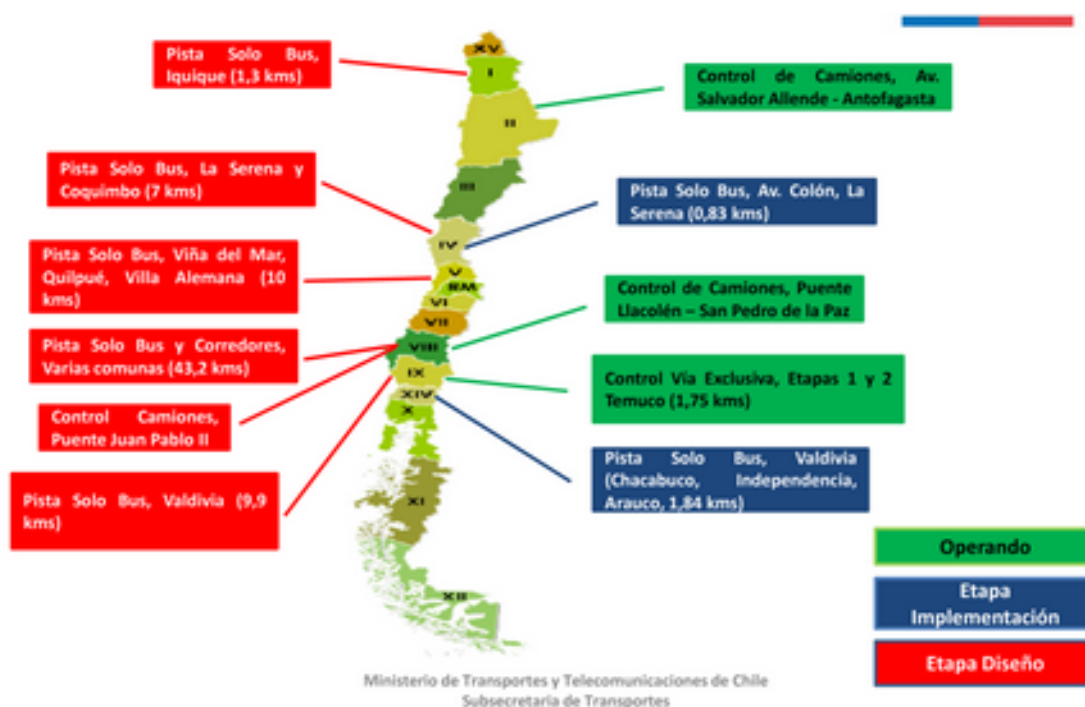 Pista Solo Bus,
Iquique (1,3 kms)
Control de Camiones, Av.
Salvador Allende - Antofagasta
Pista Solo Bus, La Serena y
Coquimbo (7 kms)
Pista Solo Bus, Av. Colón, La
Serena (0,83 kms)
Pista Solo Bus, Viña del Mar,
Quilpué, Villa Alemana (10
kms)
Control de Camiones, Puente
Llacolén – San Pedro de la Paz
Pista Solo Bus y Corredores,
Varias comunas (43,2 kms)
Control Vía Exclusiva, Etapas 1 y 2
Temuco (1,75 kms)
Control Camiones,
Puente Juan Pablo II
Pista Solo Bus, Valdivia
(Chacabuco, Independencia,
Arauco, 1,84 kms)
Pista Solo Bus, Valdivia (9,9
kms)
XV
I
II
III
IV
V
RM
VI
VII
VIII
IX
XIV
X
XI
XII
Operando
Etapa
Implementación
Etapa Diseño
Ministerio de Transportes y Telecomunicaciones de Chile
Subsecretaria de Transportes